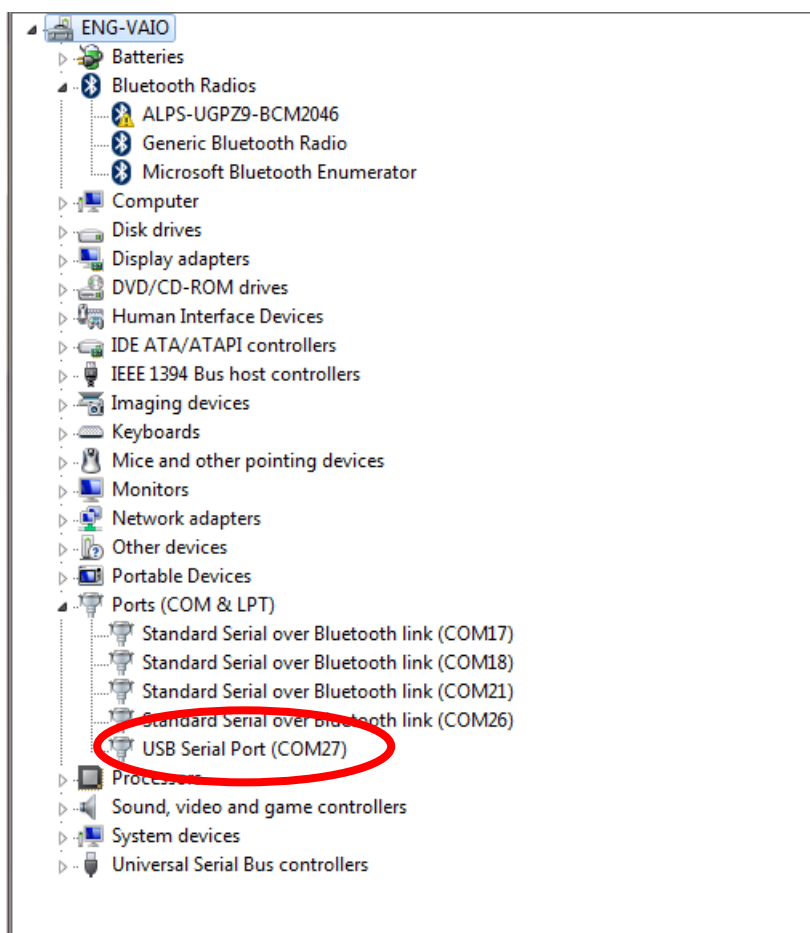 ENG-VAIO
Batteries
Bluetooth Radios
ALPS-UGPZ9-BCM2046
Generic Bluetooth Radio
Microsoft Bluetooth Enumerator
Computer
Disk drives
Display adapters
DVD/CD-ROM drives
Human Interface Devices
IDE ATA/ATAPI controllers
IEEE 1394 Bus host controllers
Imaging devices
Keyboards
Mice and other pointing devices
Monitors
Network adapters
Other devices
Portable Devices
Ports (COM & LPT)
Standard Serial over Bluetooth link (COM17)
Standard Serial over Bluetooth link (COM18)
Standard Serial over Bluetooth link (COM21)
Standard Serial over Bluetooth link (COM26)
USB Serial Port (COM27)
Processors
Sound, video and game controllers
System devices
Universal Serial Bus controllers